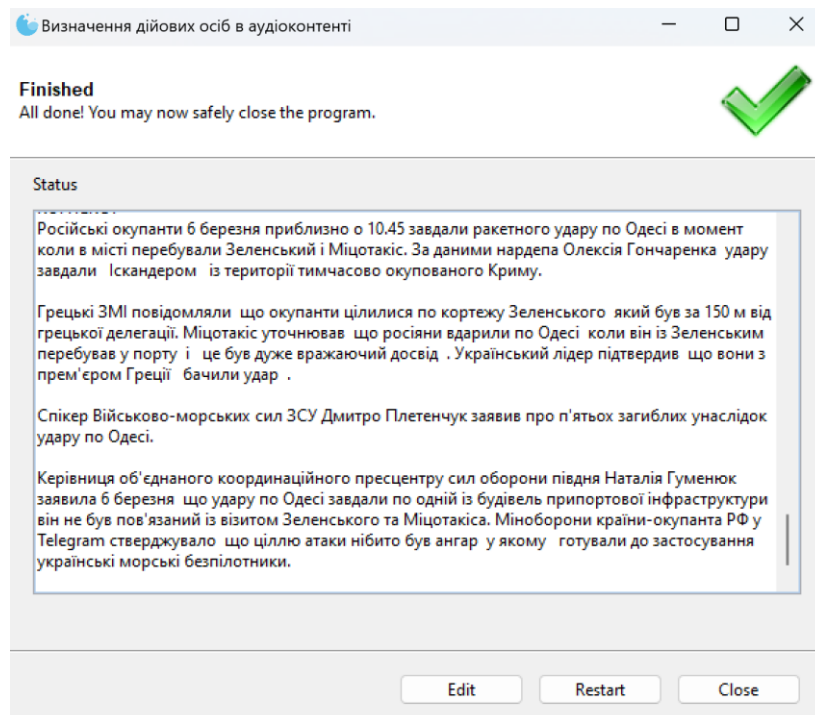 Визначення дійових осіб в аудіоконтенті
Finished
All done! You may now safely close the program.
Status
Російські окупанти 6 березня приблизно о 10.45 завдали ракетного удару по Одесі в момент
коли в місті перебували Зеленський і Міцотакіс. За даними нардепа Олексія Гончаренка удару
завдали Іскандером із території тимчасово окупованого Криму.
Грецькі ЗМІ повідомляли що окупанти цілилися по кортежу Зеленського який був за 150 м від
грецької делегації. Міцотакіс уточнював що росіяни вдарили по Одесі коли він із Зеленським
перебував у порту і це був дуже вражаючий досвід . Український лідер підтвердив що вони з
прем'єром Греції бачили удар .
Спікер Військово-морських сил ЗСУ Дмитро Плетенчук заявив про п'ятьох загиблих унаслідок
удару по Одесі.
Керівниця об'єднаного координаційного пресцентру сил оборони півдня Наталія Гуменюк
заявила 6 березня що удару по Одесі завдали по одній із будівель припортової інфраструктури
він не був пов'язаний із візитом Зеленського та Міцотакіса. Міноборони країни-окупанта РФ у
Telegram стверджувало що ціллю атаки нібито був ангар у якому готували до застосування
українські морські безпілотники.
Edit Restart Close